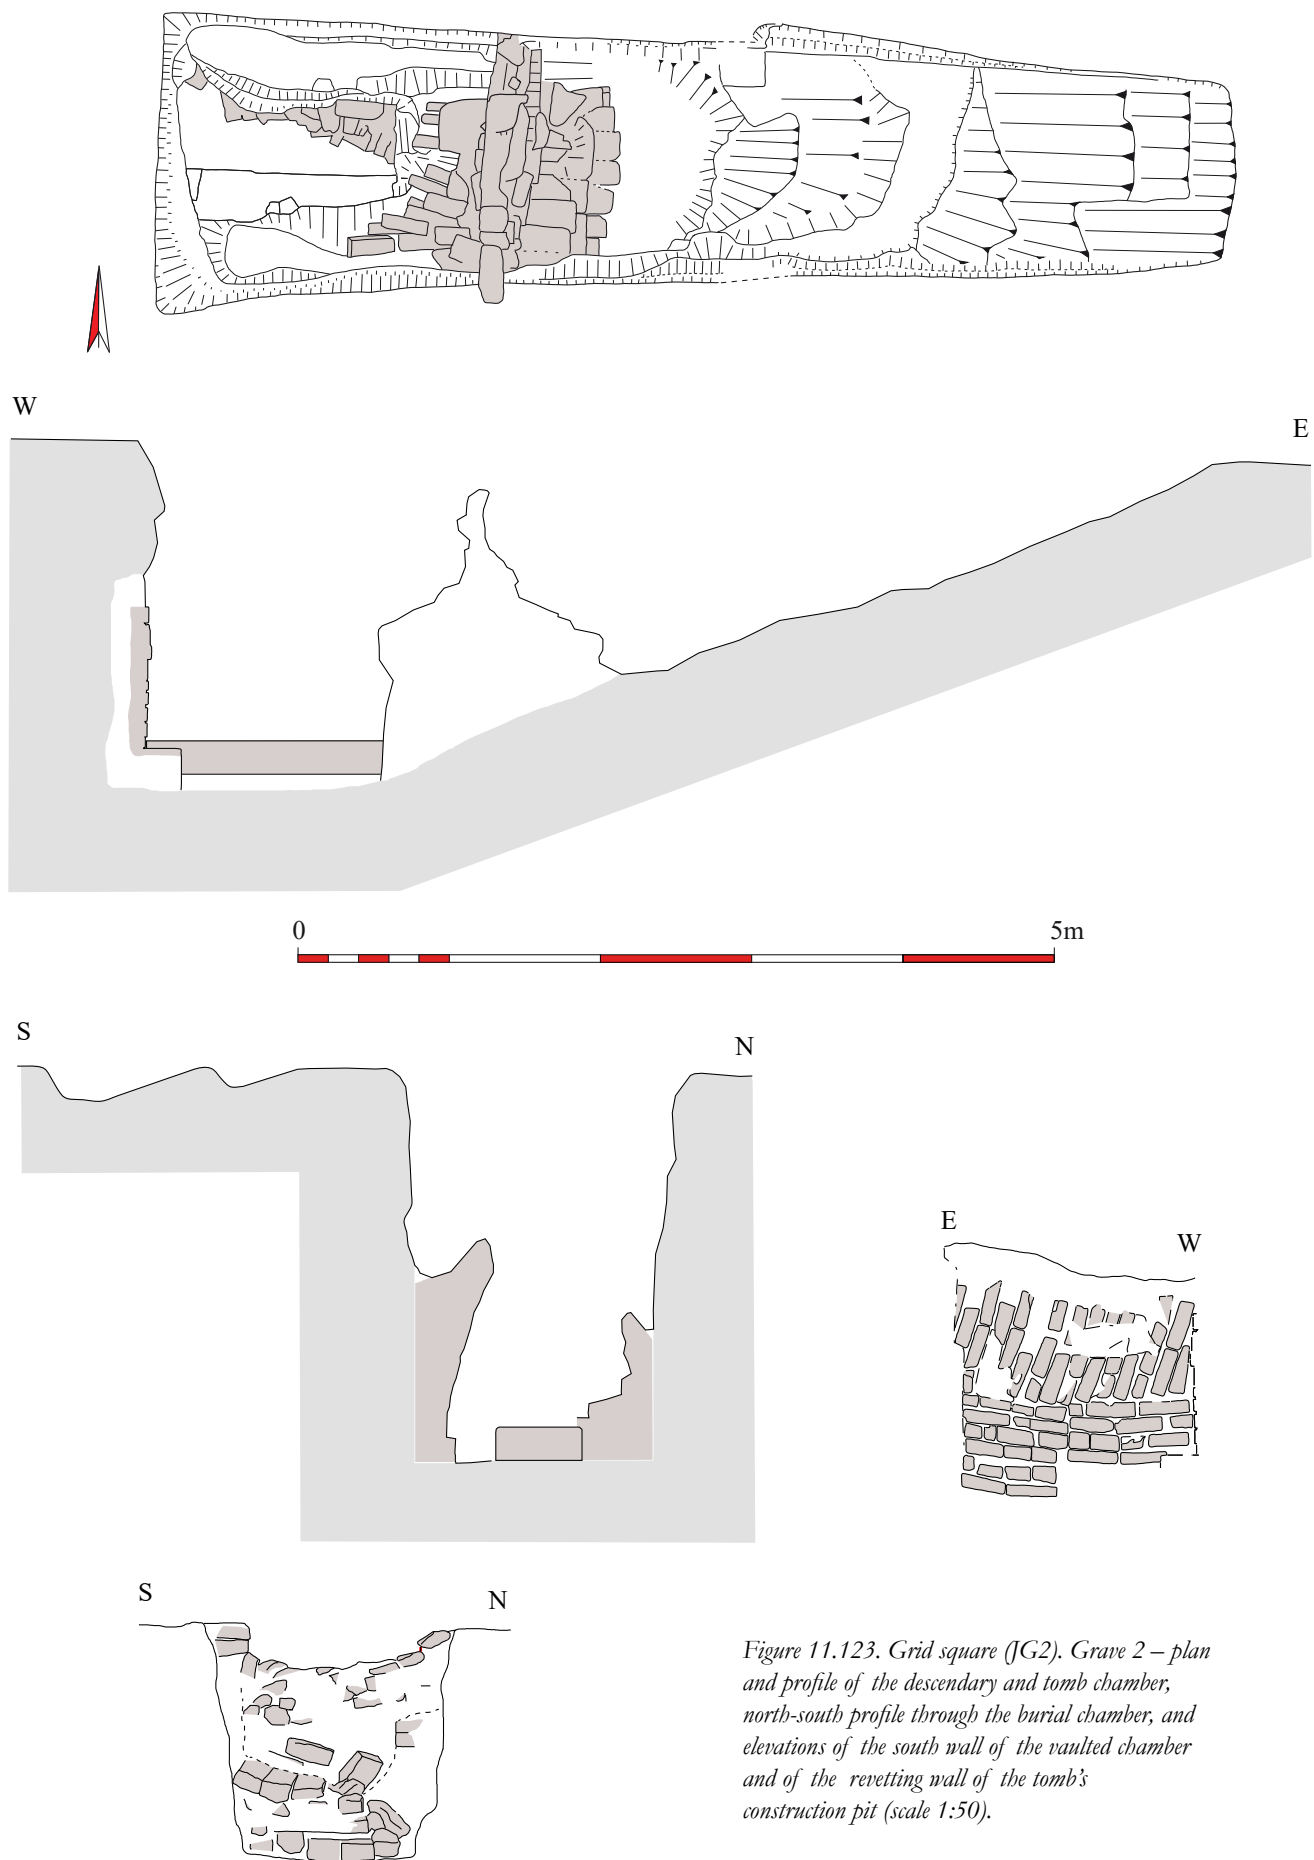 W
E
0 5m
S
N
E
W
S
N
Figure 11.123. Grid square (JG2). Grave 2 – plan
and profile of the descendary and tomb chamber,
north-south profile through the burial chamber, and
elevations of the south wall of the vaulted chamber
and of the revetting wall of the tomb’s
construction pit (scale 1:50).